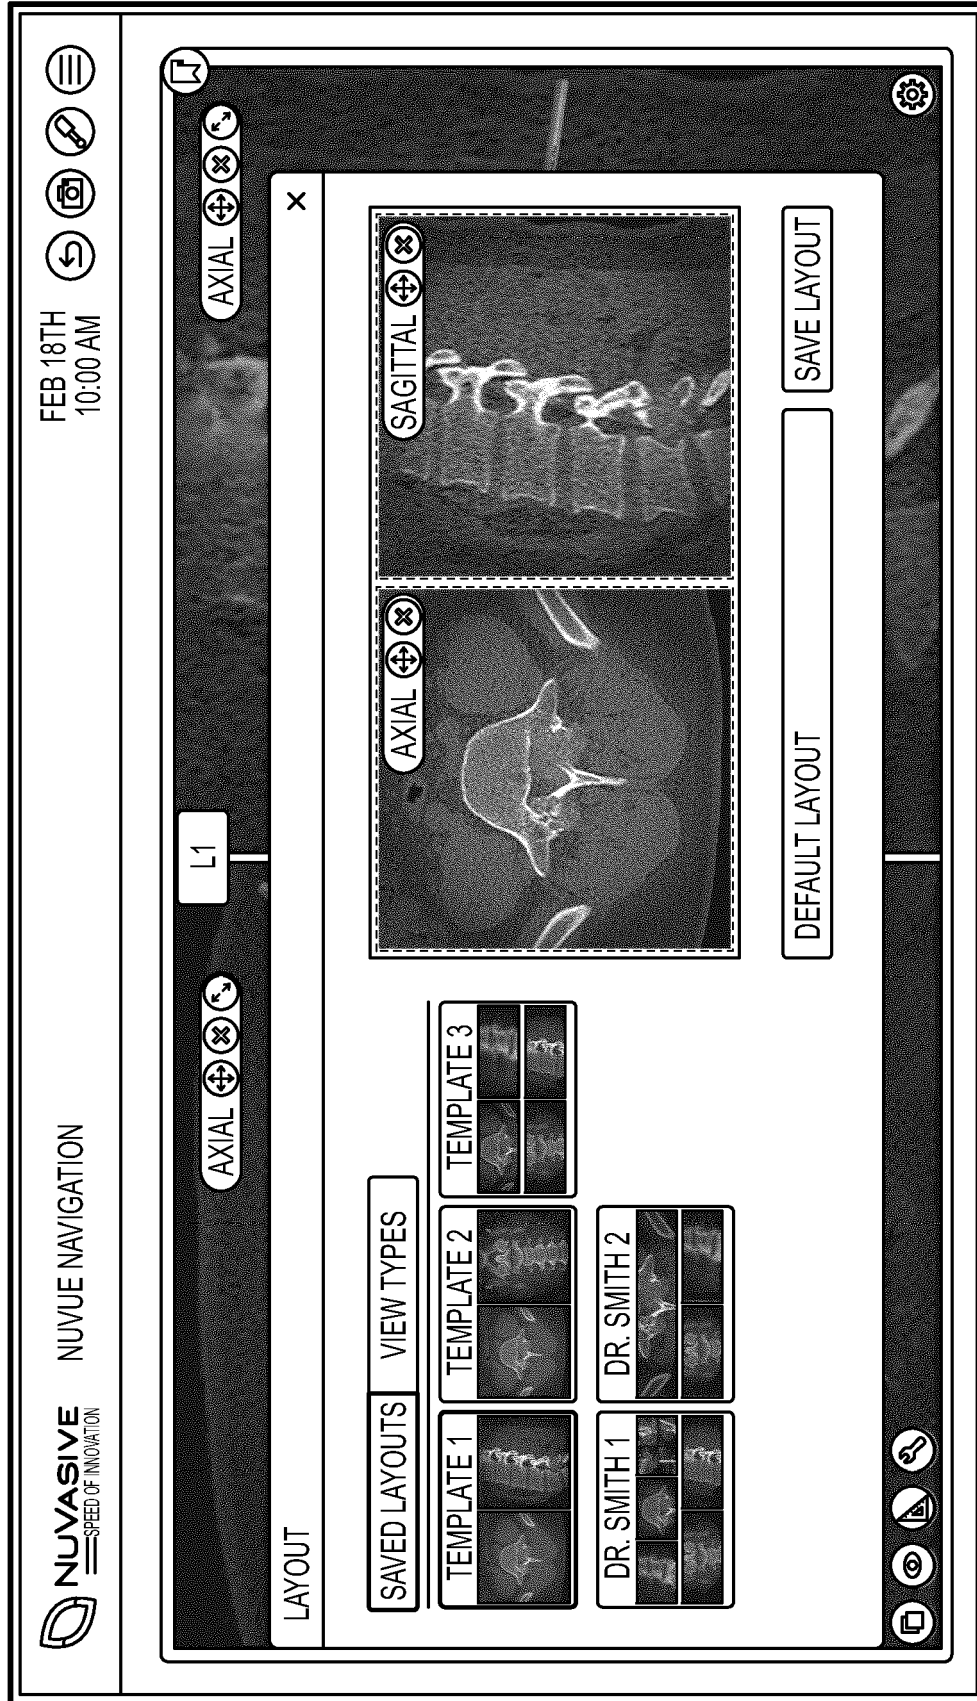 NUVASIVE
SPEED OF INNOVATION
NUVUE NAVIGATION
FEB 18TH
10:00 AM
AXIAL
L1
AXIAL
LAYOUT
SAVED LAYOUTS
VIEW TYPES
TEMPLATE 1
TEMPLATE 2
TEMPLATE 3
DR. SMITH 1
DR. SMITH 2
AXIAL
SAGITTAL
DEFAULT LAYOUT
SAVE LAYOUT